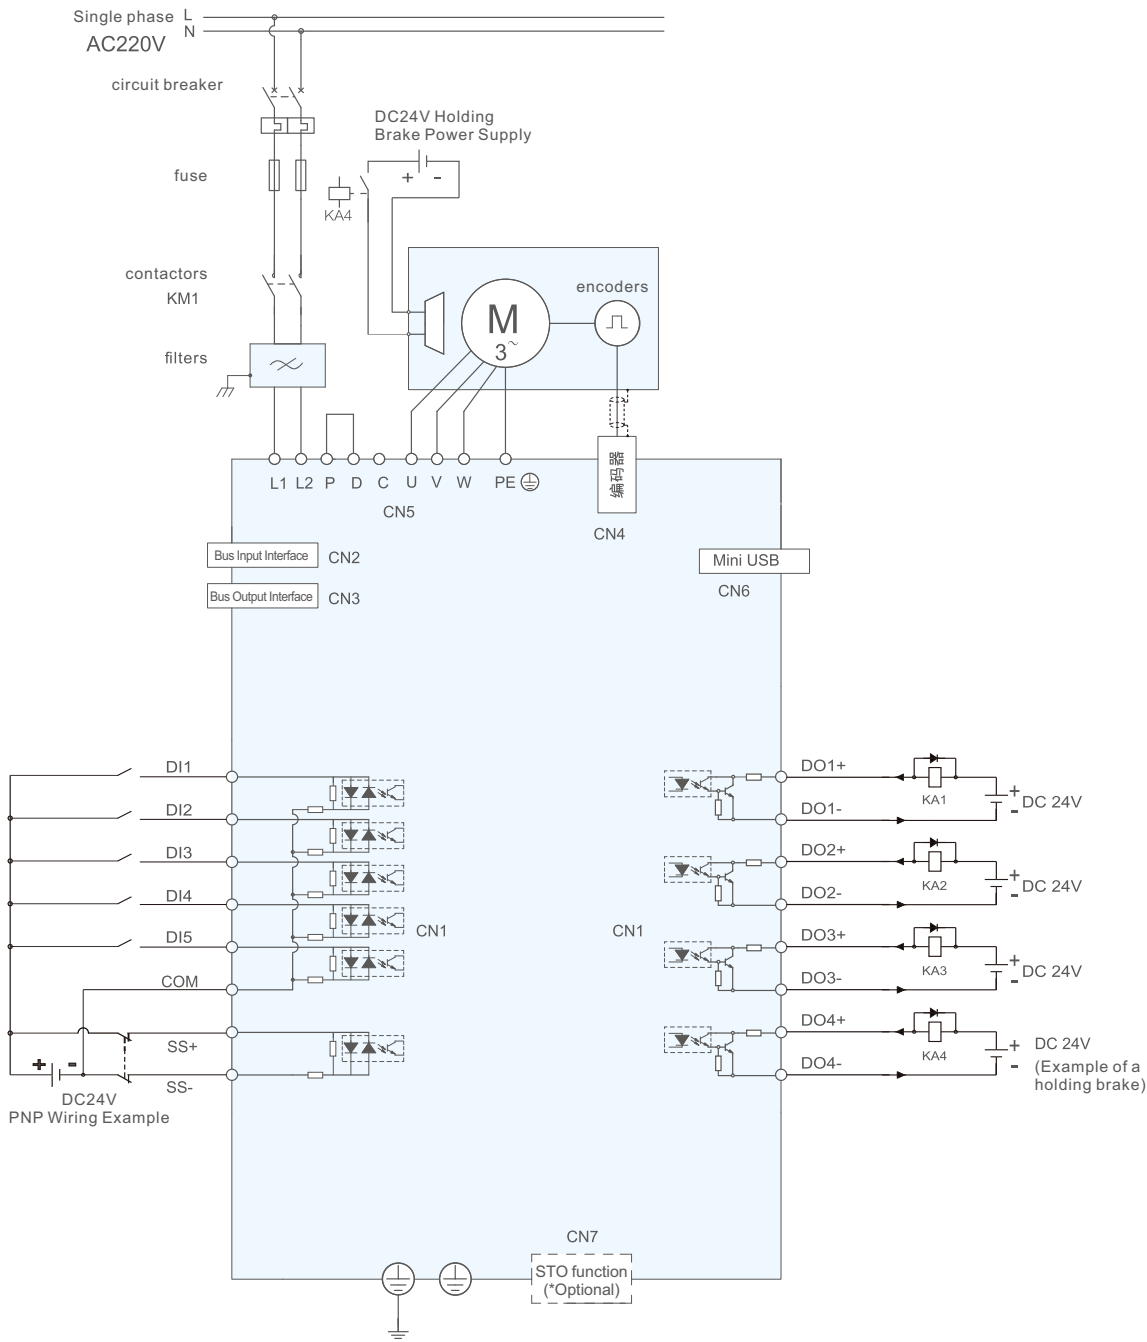 Single phase L
N
AC220V
circuit breaker
DC24V Holding
Brake Power Supply
+ -
fuse
KA4
contactors
KM1
encoders
M
3~
filters
L1 L2 P D C U V W PE
CN5
编码器
CN4
Bus Input Interface CN2
Mini USB
CN6
Bus Output Interface CN3
DI1
DI2
DI3
DI4
DI5
COM
SS+
SS-
+ -
DC24V
PNP Wiring Example
CN1
CN1
DO1+
KA1
+
- DC 24V
DO1-
DO2+
KA2
+
- DC 24V
DO2-
DO3+
KA3
+
- DC 24V
DO3-
DO4+
KA4
+
-
DC 24V
(Example of a
holding brake)
DO4-
CN7
STO function
(*Optional)